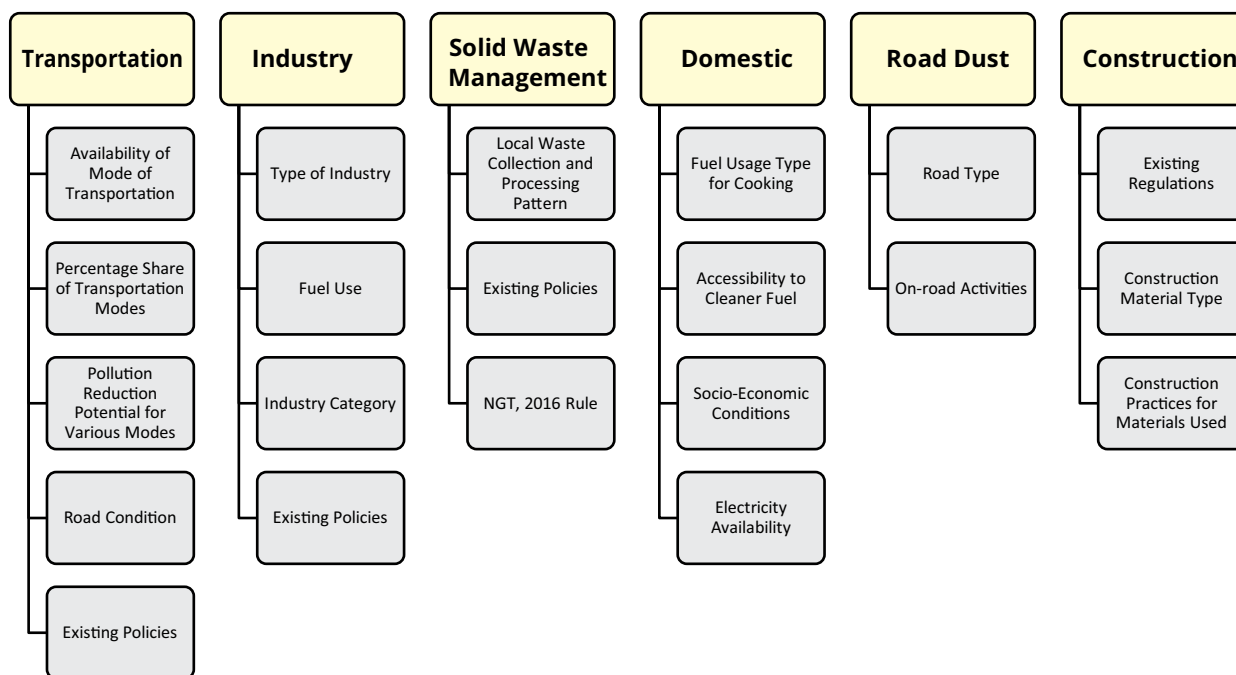 Transportation
Availability of
Mode of
Transportation
Percentage Share
of Transportation
Modes
Pollution
Reduction
Potential for
Various Modes
Road Condition
Existing Policies
Industry
Type of Industry
Fuel Use
Industry Category
Existing Policies
Solid Waste
Management
Local Waste
Collection and
Processing
Pattern
Existing Policies
NGT, 2016 Rule
Domestic
Fuel Usage Type
for Cooking
Accessibility to
Cleaner Fuel
Socio-Economic
Conditions
Electricity
Availability
Road Dust
Road Type
On-road Activities
Construction
Existing
Regulations
Construction
Material Type
Construction
Practices for
Materials Used